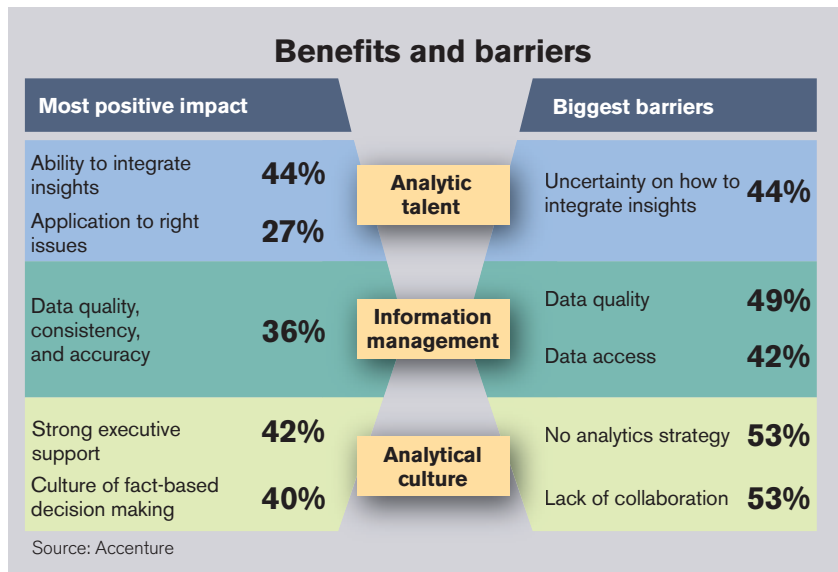 Benefits and barriers
Most positive impact
Biggest barriers
Ability to integrate
insights
44%
Application to right
issues
27%
Analytic
talent
Uncertainty on how to
integrate insights
44%
Data quality,
consistency,
and accuracy
36%
Information
management
Data quality
49%
Data access
42%
Strong executive
support
42%
Culture of fact-based
decision making
40%
Analytical
culture
No analytics strategy
53%
Lack of collaboration
53%
Source: Accenture